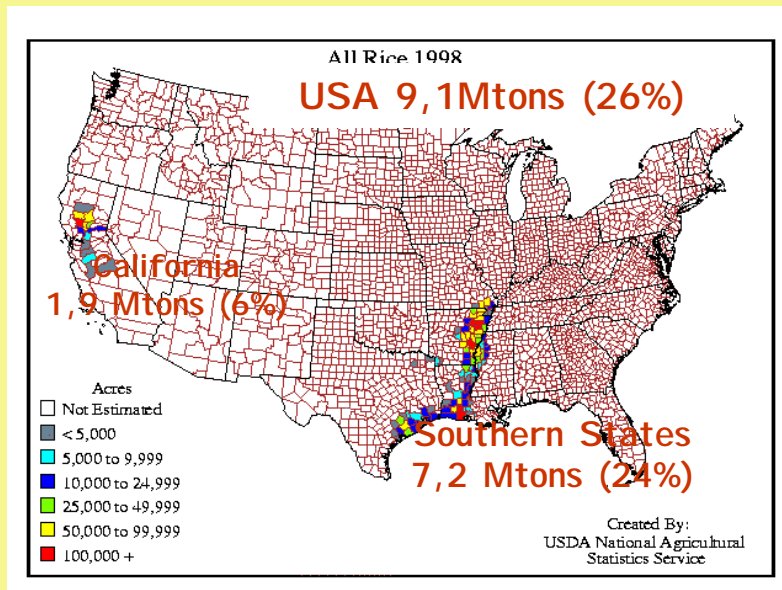 All Rice 1998
USA 9,1Mtons (26%)
California
1,9 Mtons (6%)
Southern States
7,2 Mtons (24%)
Acres
Not Estimated
< 5,000
5,000 to 9,999
10,000 to 24,999
25,000 to 49,999
50,000 to 99,999
100,000 +
Created By:
USDA National Agricultural
Statistics Service